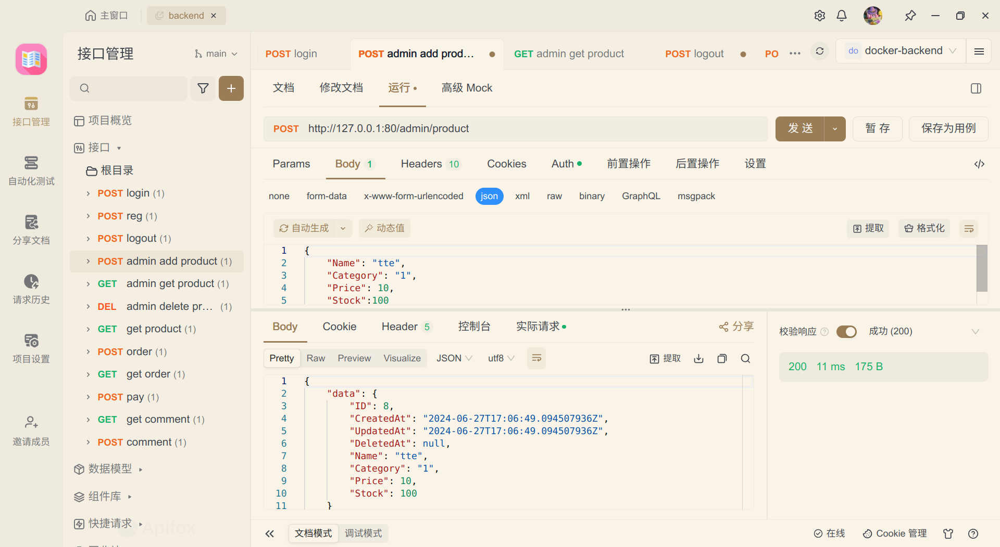 主窗口
backend
接口管理
main
POST login
POST admin add prod...
GET admin get product
POST logout
PO
do docker-backend
接口管理
自动化测试
分享文档
请求历史
项目设置
邀请成员
项目概览
接口
根目录
POST login (1)
POST reg (1)
POST logout (1)
POST admin add product (1)
GET admin get product (1)
DEL admin delete pr... (1)
GET get product (1)
POST order (1)
GET get order (1)
POST pay (1)
GET get comment (1)
POST comment (1)
数据模型
组件库
快捷请求
Apifox
文档
修改文档
运行
高级 Mock
POST http://127.0.0.1:80/admin/product
发 送
暂 存
保存为用例
Params
Body 1
Headers 10
Cookies
Auth
前置操作
后置操作
设置
none
form-data
x-www-form-urlencoded
json
xml
raw
binary
GraphQL
msgpack
自动生成
动态值
提取
格式化
1 {
2 "Name": "tte",
3 "Category": "1",
4 "Price": 10,
5 "Stock":100
Body
Cookie
Header 5
控制台
实际请求
分享
Pretty
Raw
Preview
Visualize
JSON
utf8
提取
1 {
2 "data": {
3 "ID": 8,
4 "CreatedAt": "2024-06-27T17:06:49.094507936Z",
5 "UpdatedAt": "2024-06-27T17:06:49.094507936Z",
6 "DeletedAt": null,
7 "Name": "tte",
8 "Category": "1",
9 "Price": 10,
10 "Stock": 100
11 }
校验响应
成功 (200)
200 11 ms 175 B
文档模式
调试模式
在线
Cookie 管理